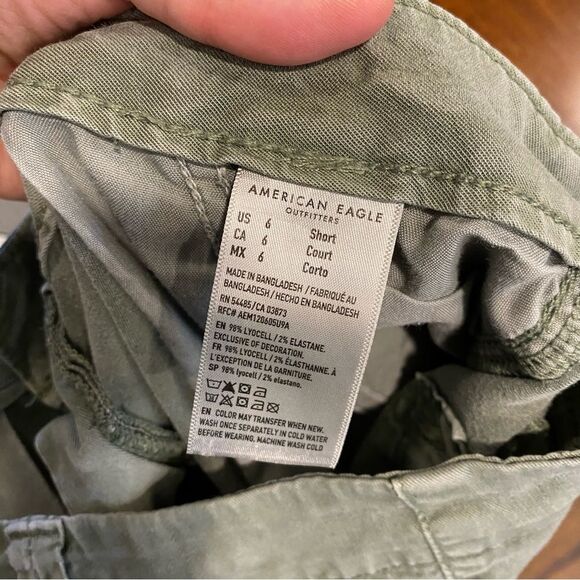 AMERICAN EAGLE
OUTFITTERS
US 6 Short
CA 6 Court
MX 6 Corto
MADE IN BANGLADESH / FABRIQUÉ AU
BANGLADESH / HECHO EN BANGLADESH
RN 54485/CA 03873
RFC# AEM120605U9A
EN 98% LYOCELL / 2% ELASTANE.
EXCLUSIVE OF DECORATION.
FR 98% LYOCELL / 2% ÉLASTHANNE. À
L'EXCEPTION DE LA GARNITURE.
SP 98% lyocell / 2% elastano.
EN COLOR MAY TRANSFER WHEN NEW.
WASH ONCE SEPARATELY IN COLD WATER
BEFORE WEARING. MACHINE WASH COLD